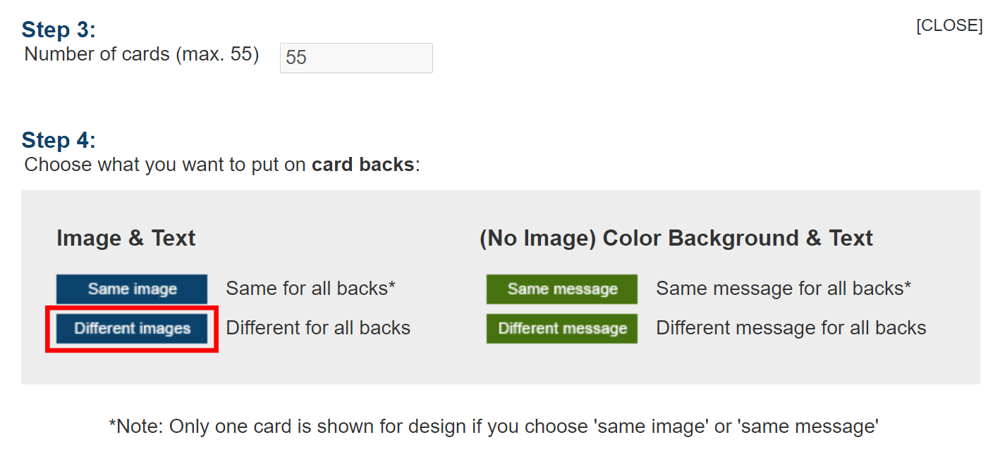 Step 3:
[CLOSE]
Number of cards (max. 55) 55
Step 4:
Choose what you want to put on card backs:
Image & Text
(No Image) Color Background & Text
Same image Same for all backs*
Same message Same message for all backs*
Different images Different for all backs
Different message Different message for all backs
*Note: Only one card is shown for design if you choose 'same image' or 'same message'